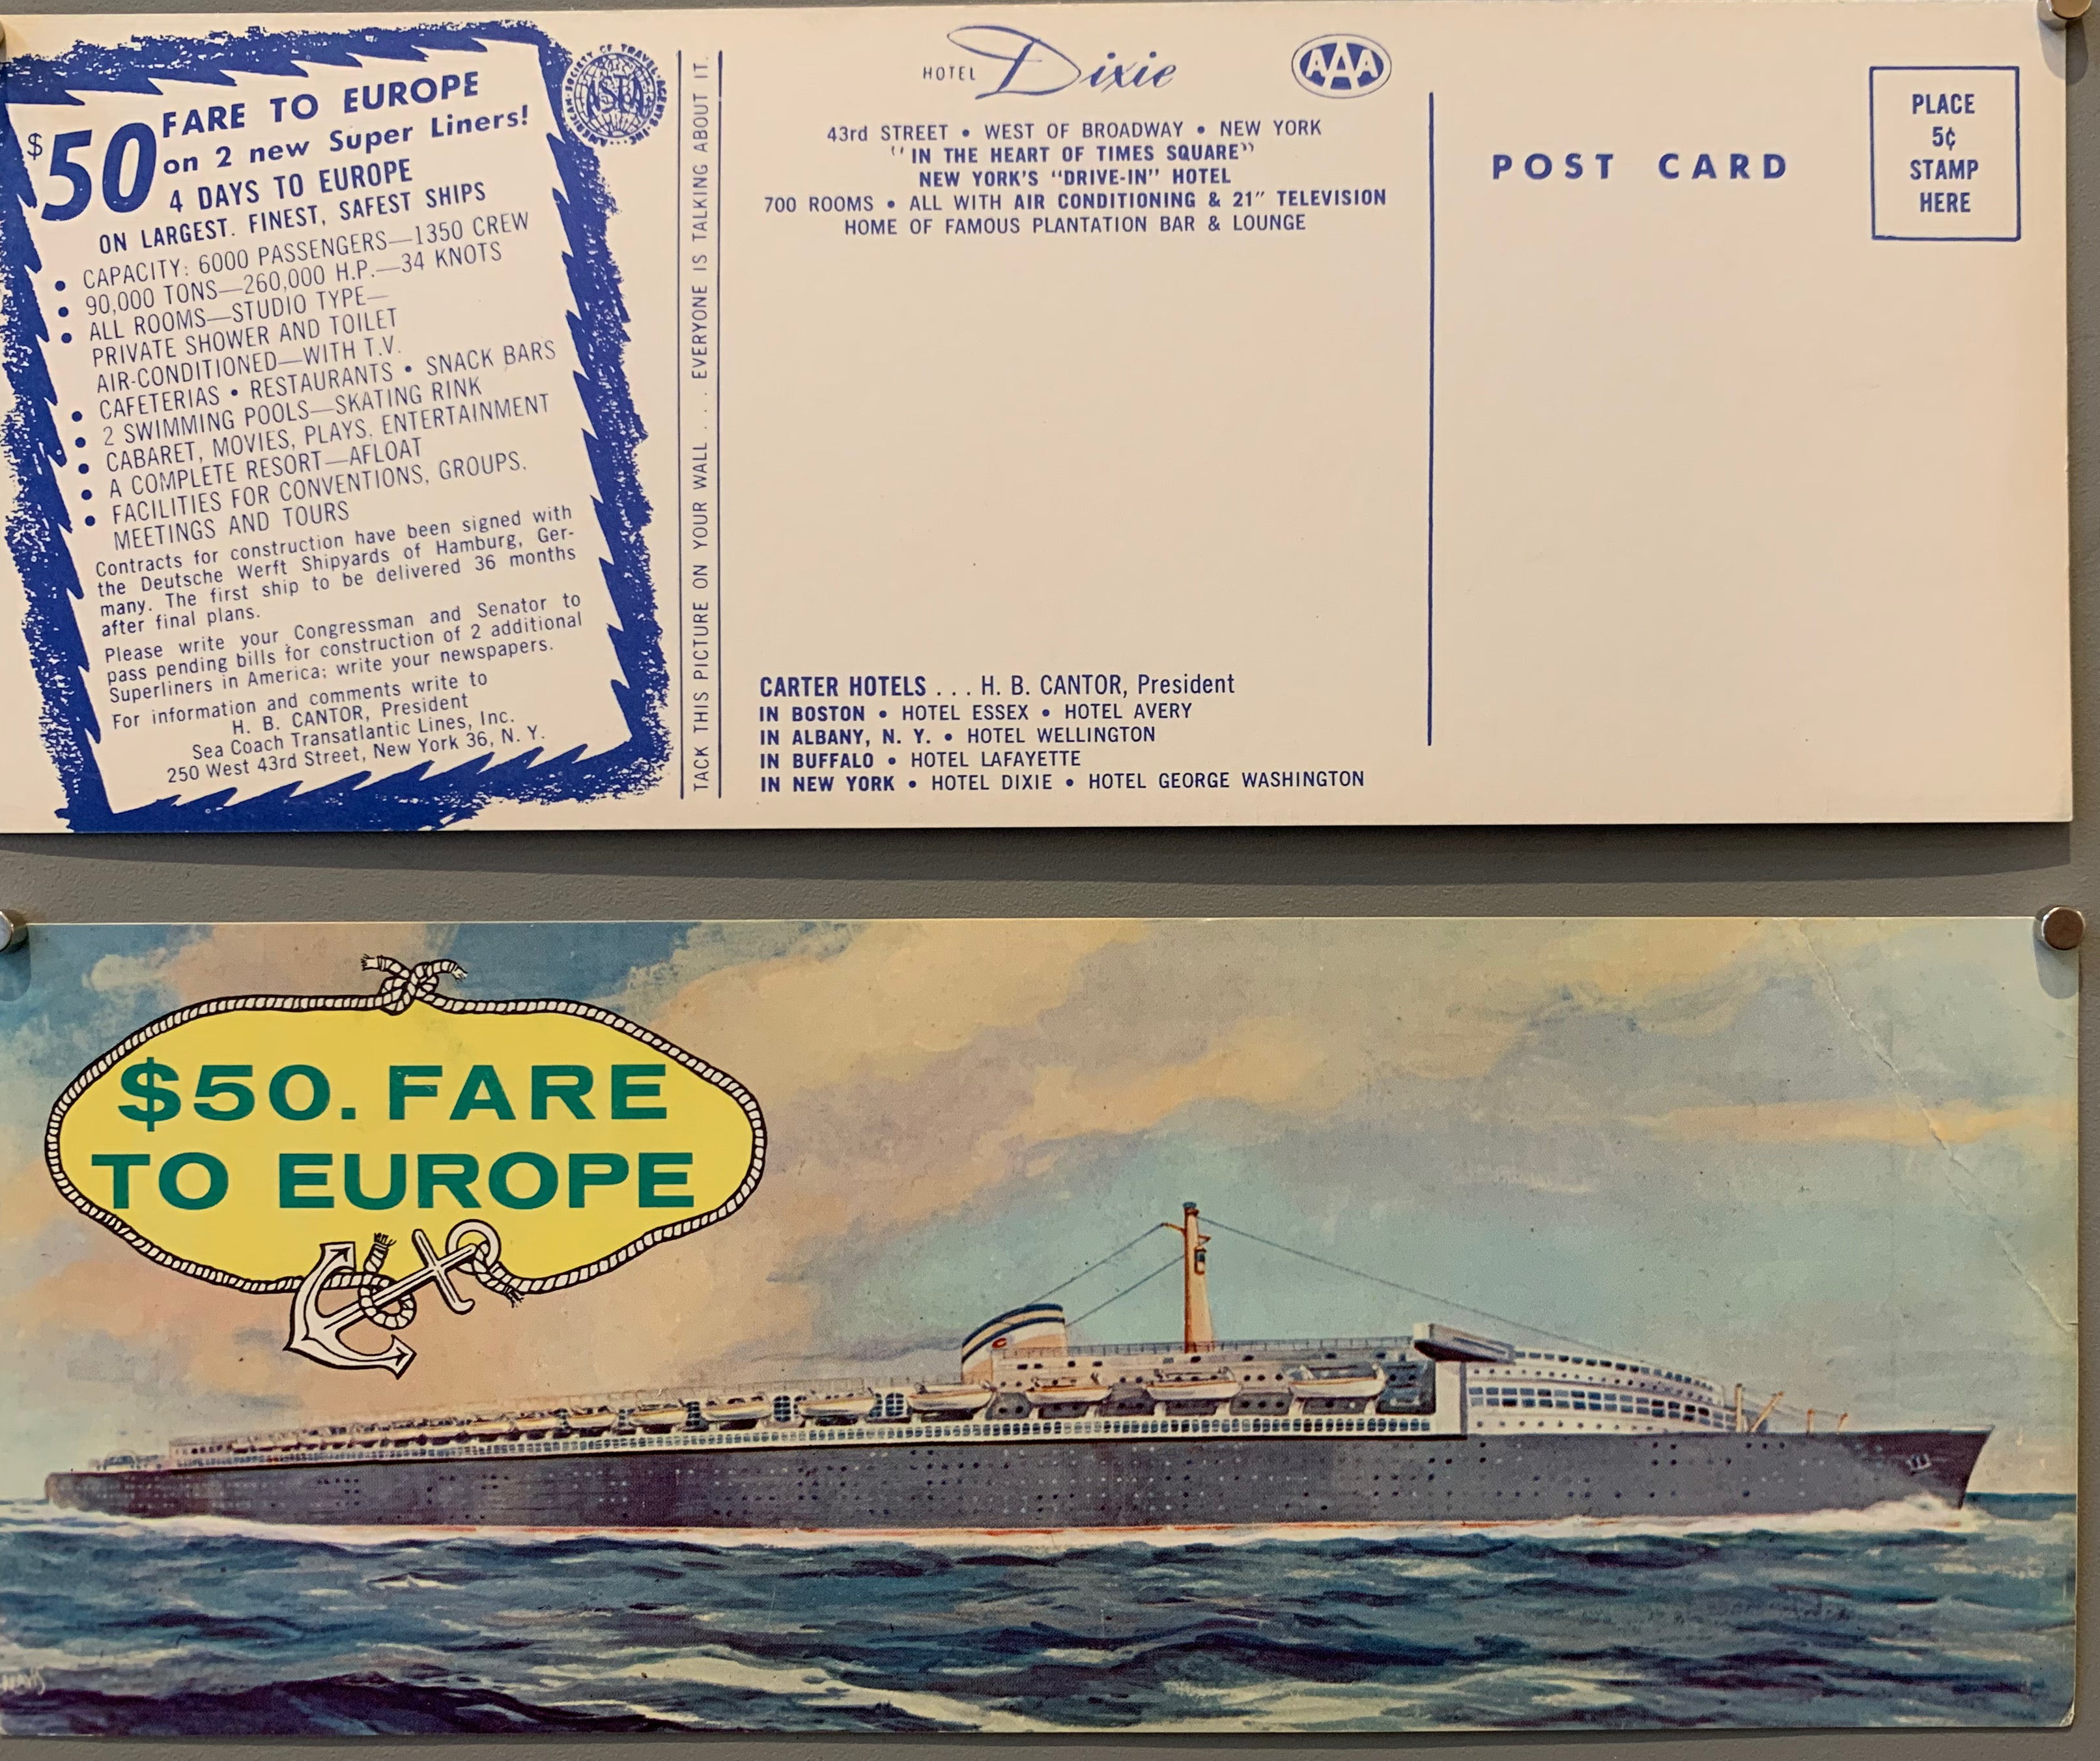 $50 FARE TO EUROPE
on 2 new Super Liners!
4 DAYS TO EUROPE
ON LARGEST. FINEST, SAFEST SHIPS
• CAPACITY: 6000 PASSENGERS—1350 CREW
• 90,000 TONS—260,000 H.P.—34 KNOTS
• ALL ROOMS—STUDIO TYPE—
PRIVATE SHOWER AND TOILET
AIR-CONDITIONED—WITH T.V.
• CAFETERIAS • RESTAURANTS • SNACK BARS
• 2 SWIMMING POOLS—SKATING RINK
• CABARET, MOVIES, PLAYS, ENTERTAINMENT
• A COMPLETE RESORT—AFLOAT
• FACILITIES FOR CONVENTIONS, GROUPS,
MEETINGS AND TOURS
Contracts for construction have been signed with
the Deutsche Werft Shipyards of Hamburg, Ger-
many. The first ship to be delivered 36 months
after final plans.
Please write your Congressman and Senator to
pass pending bills for construction of 2 additional
Superliners in America; write your newspapers.
For information and comments write to
H. B. CANTOR, President
Sea Coach Transatlantic Lines, Inc.
250 West 43rd Street, New York 36, N. Y.
AMERICAN SOCIETY OF TRAVEL AGENTS INC.
ASTA
TACK THIS PICTURE ON YOUR WALL . . . EVERYONE IS TALKING ABOUT IT.
HOTEL Dixie
AAA
43rd STREET • WEST OF BROADWAY • NEW YORK
"IN THE HEART OF TIMES SQUARE"
NEW YORK'S "DRIVE-IN" HOTEL
700 ROOMS • ALL WITH AIR CONDITIONING & 21" TELEVISION
HOME OF FAMOUS PLANTATION BAR & LOUNGE
CARTER HOTELS . . . H. B. CANTOR, President
IN BOSTON • HOTEL ESSEX • HOTEL AVERY
IN ALBANY, N. Y. • HOTEL WELLINGTON
IN BUFFALO • HOTEL LAFAYETTE
IN NEW YORK • HOTEL DIXIE • HOTEL GEORGE WASHINGTON
POST CARD
PLACE
5¢
STAMP
HERE
$50. FARE
TO EUROPE